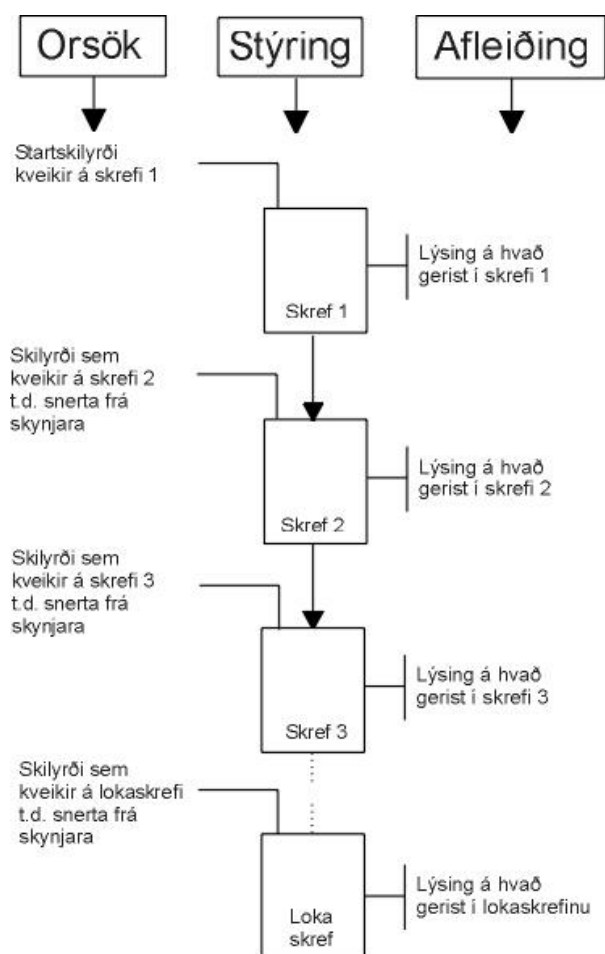 Orsök
Stýring
Afleiðing
Startskilyrði
kveikir á skrefi 1
Skref 1
Lýsing á hvað
gerist í skrefi 1
Skilyrði sem
kveikir á skrefi 2
t.d. snerta frá
skynjara
Skref 2
Lýsing á hvað
gerist í skrefi 2
Skilyrði sem
kveikir á skrefi 3
t.d. snerta frá
skynjara
Skref 3
Lýsing á hvað
gerist í skrefi 3
Skilyrði sem
kveikir á lokaskrefi
t.d. snerta frá
skynjara
Loka
skref
Lýsing á hvað
gerist í lokaskrefinu